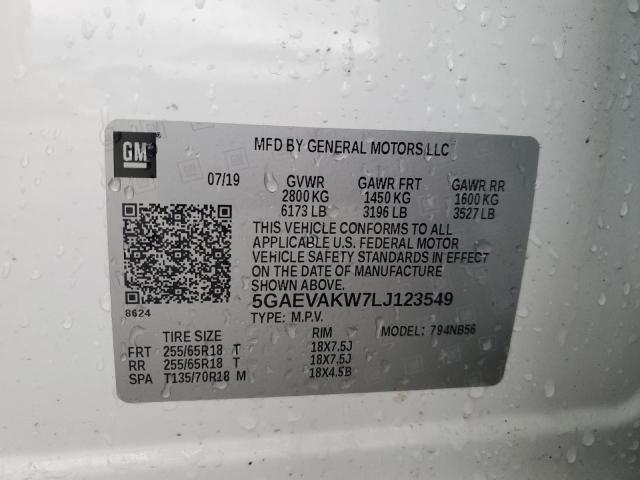 GM
MFD BY GENERAL MOTORS LLC
07/19 GVWR GAWR FRT GAWR RR
2800 KG 1450 KG 1600 KG
6173 LB 3196 LB 3527 LB
THIS VEHICLE CONFORMS TO ALL
APPLICABLE U.S. FEDERAL MOTOR
VEHICLE SAFETY STANDARDS IN EFFECT
ON THE DATE OF MANUFACTURE
SHOWN ABOVE.
8624
5GAEVAKW7LJ123549
TYPE: M.P.V. MODEL: 794NB56
TIRE SIZE RIM
FRT 255/65R18 T 18X7.5J
RR 255/65R18 T 18X7.5J
SPA T135/70R18 M 18X4.5B